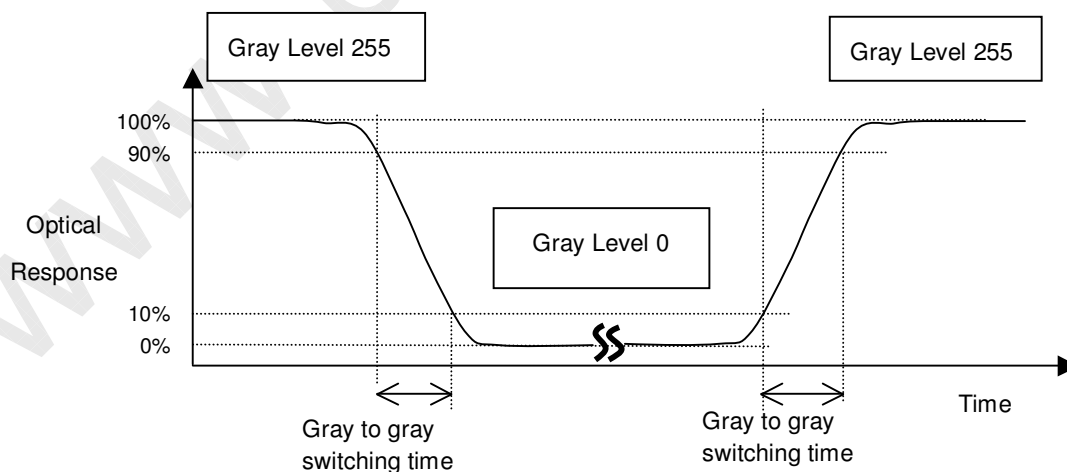 Gray Level 255
Gray Level 255
100%
90%
Optical
Response
Gray Level 0
10%
0%
Time
Gray to gray
switching time
Gray to gray
switching time